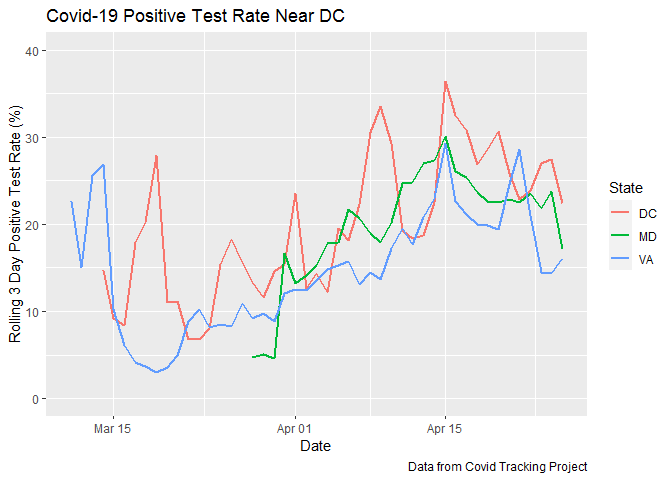 Covid-19 Positive Test Rate Near DC
Rolling 3 Day Positive Test Rate (%)
40
30
20
10
0
Mar 15
Apr 01
Apr 15
Date
State
DC
MD
VA
Data from Covid Tracking Project